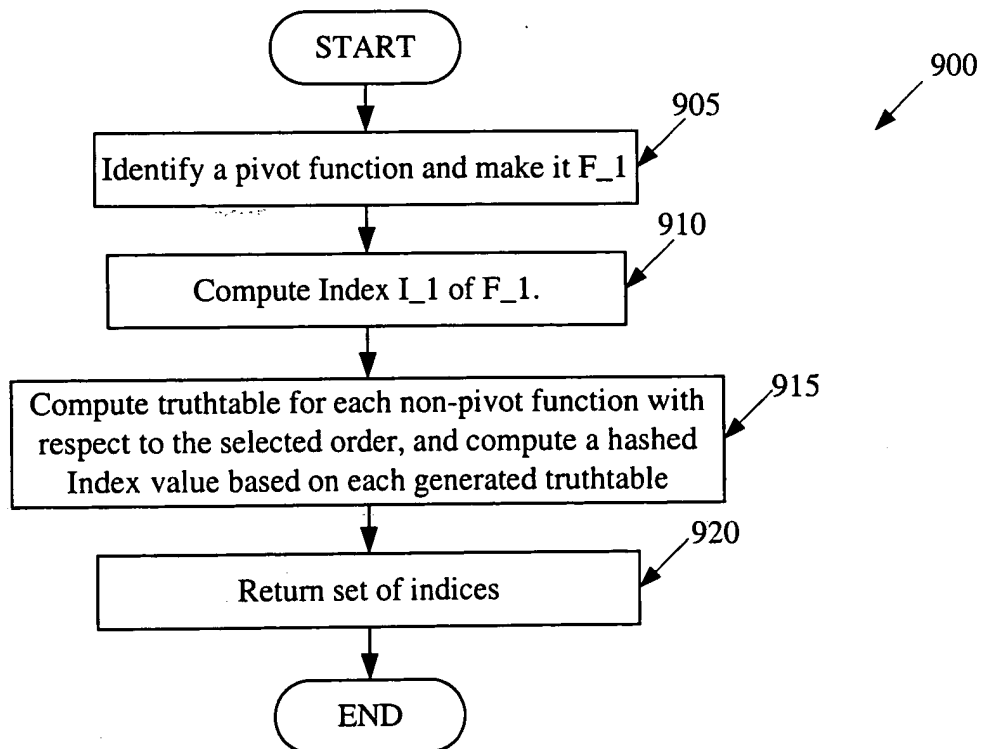 START
900
905
Identify a pivot function and make it F_1
910
Compute Index I_1 of F_1.
915
Compute truthtable for each non-pivot function with
respect to the selected order, and compute a hashed
Index value based on each generated truthtable
920
Return set of indices
END